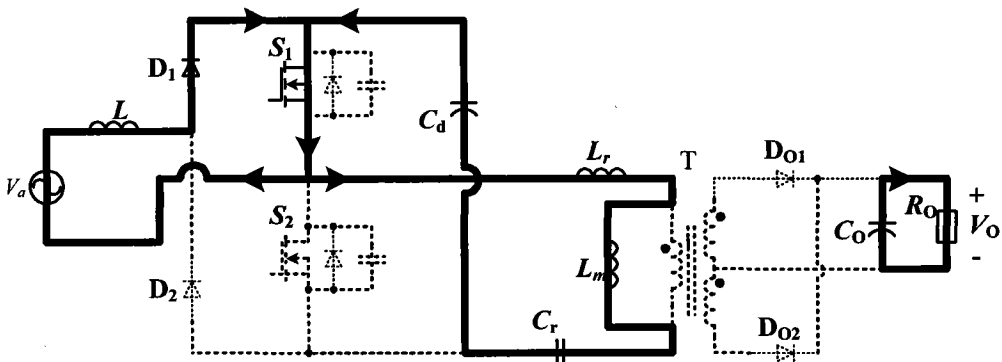 S₁
D₁
L
C_d
L_r
T
D_O1
V_a
R_O
+
V_O
-
C_O
S₂
L_m
D₂
C_r
D_O2